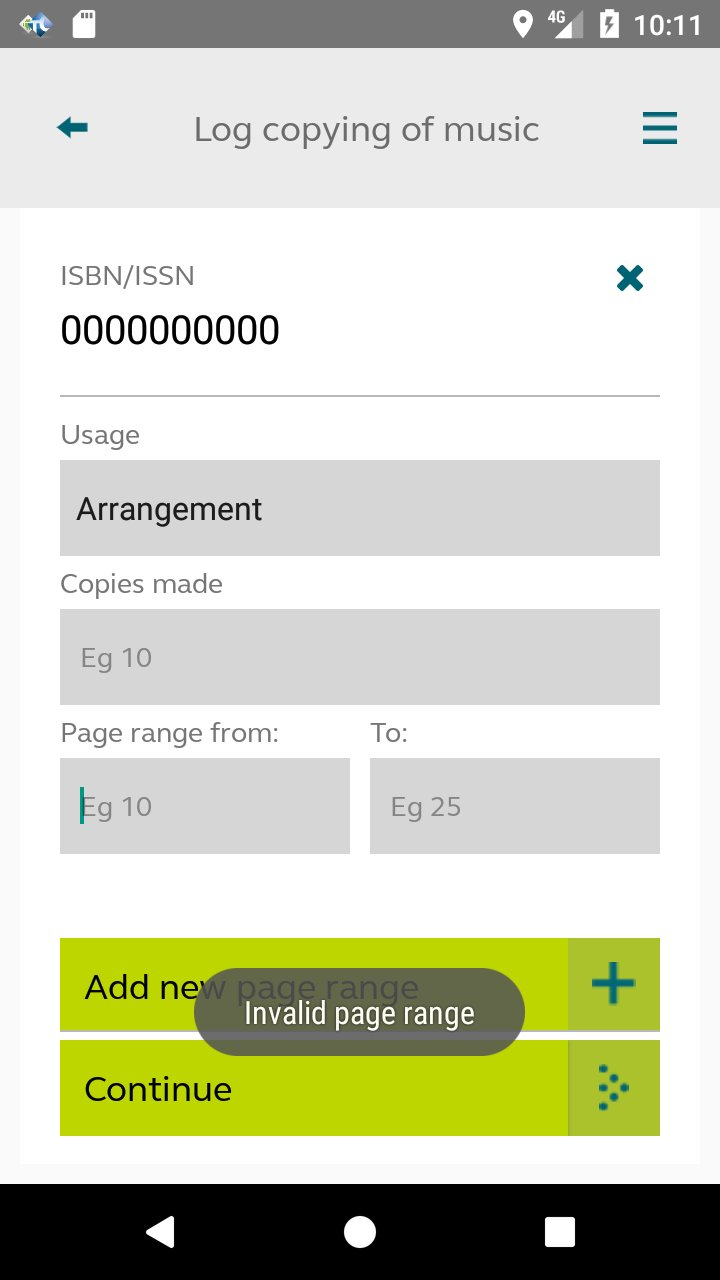 4G 10:11
Log copying of music
ISBN/ISSN
0000000000
Usage
Arrangement
Copies made
Eg 10
Page range from: To:
Eg 10 Eg 25
Add new page range
Invalid page range
Continue